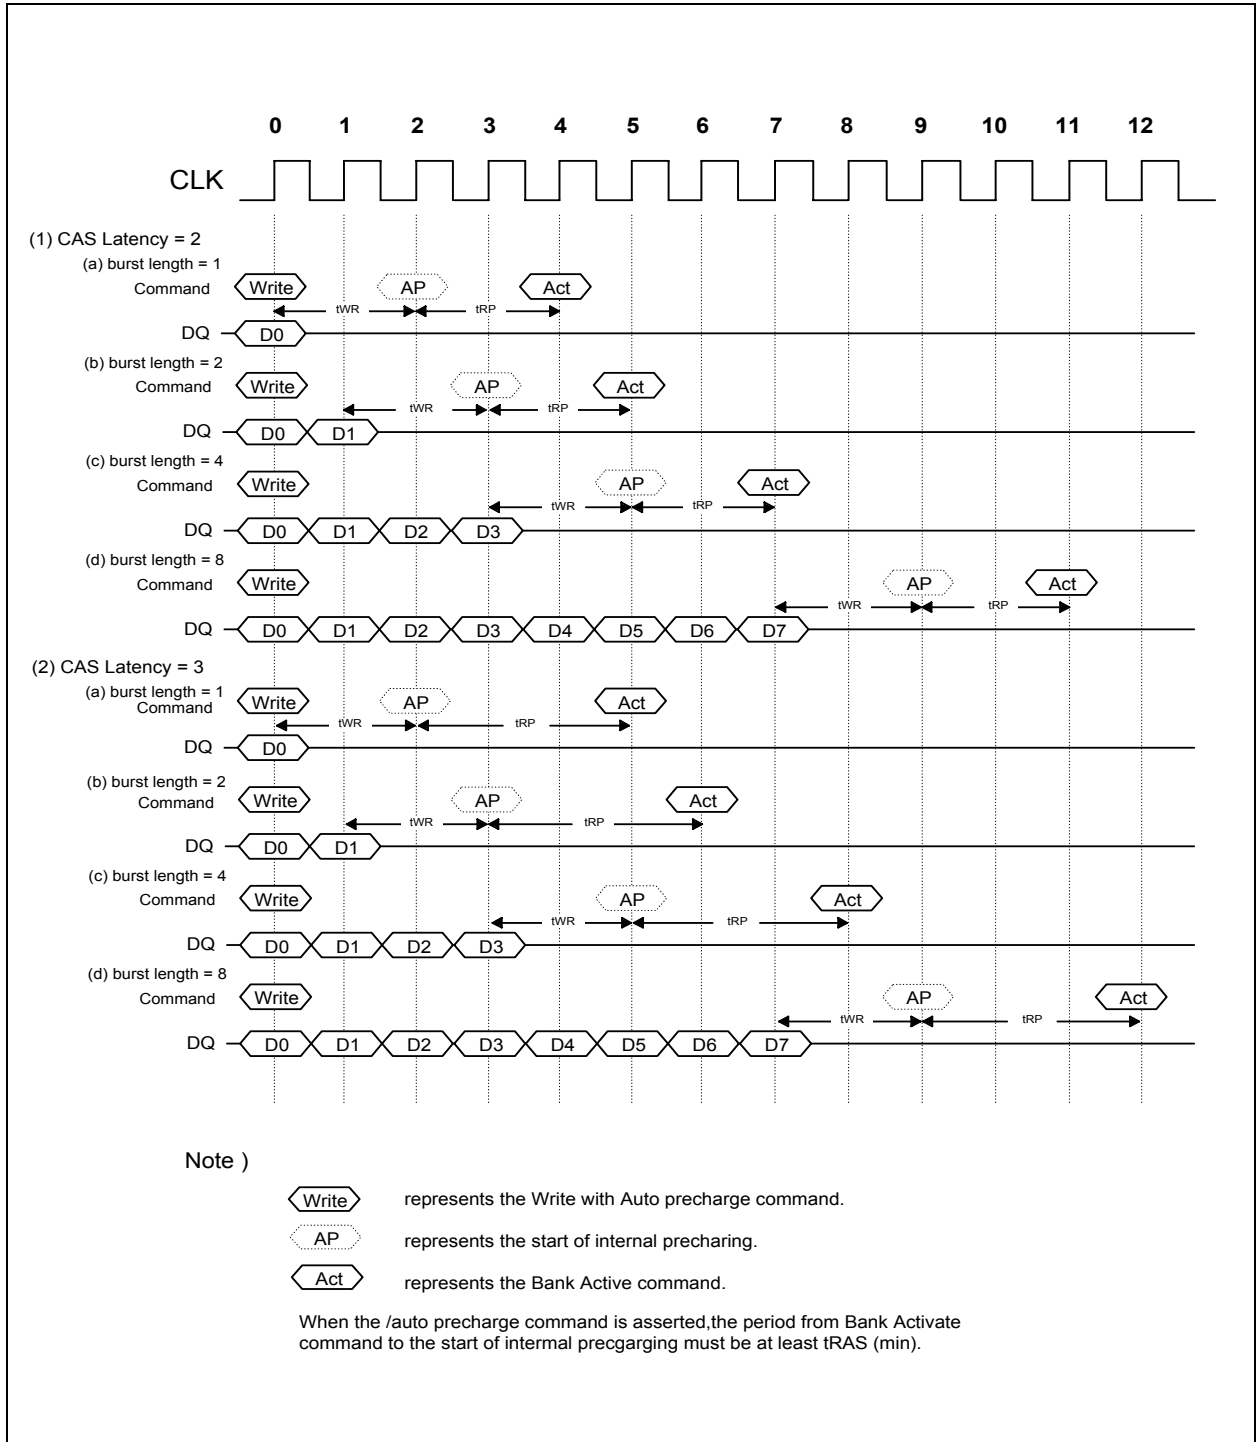 0 1 2 3 4 5 6 7 8 9 10 11 12
CLK
(1) CAS Latency = 2
(a) burst length = 1
Command Write AP Act
tWR tRP
DQ D0
(b) burst length = 2
Command Write AP Act
tWR tRP
DQ D0 D1
(c) burst length = 4
Command Write AP Act
tWR tRP
DQ D0 D1 D2 D3
(d) burst length = 8
Command Write AP Act
tWR tRP
DQ D0 D1 D2 D3 D4 D5 D6 D7
(2) CAS Latency = 3
(a) burst length = 1
Command Write AP Act
tWR tRP
DQ D0
(b) burst length = 2
Command Write AP Act
tWR tRP
DQ D0 D1
(c) burst length = 4
Command Write AP Act
tWR tRP
DQ D0 D1 D2 D3
(d) burst length = 8
Command Write AP Act
tWR tRP
DQ D0 D1 D2 D3 D4 D5 D6 D7
Note )
Write represents the Write with Auto precharge command.
AP represents the start of internal precharing.
Act represents the Bank Active command.
When the /auto precharge command is asserted,the period from Bank Activate
command to the start of intermal precgarging must be at least tRAS (min).